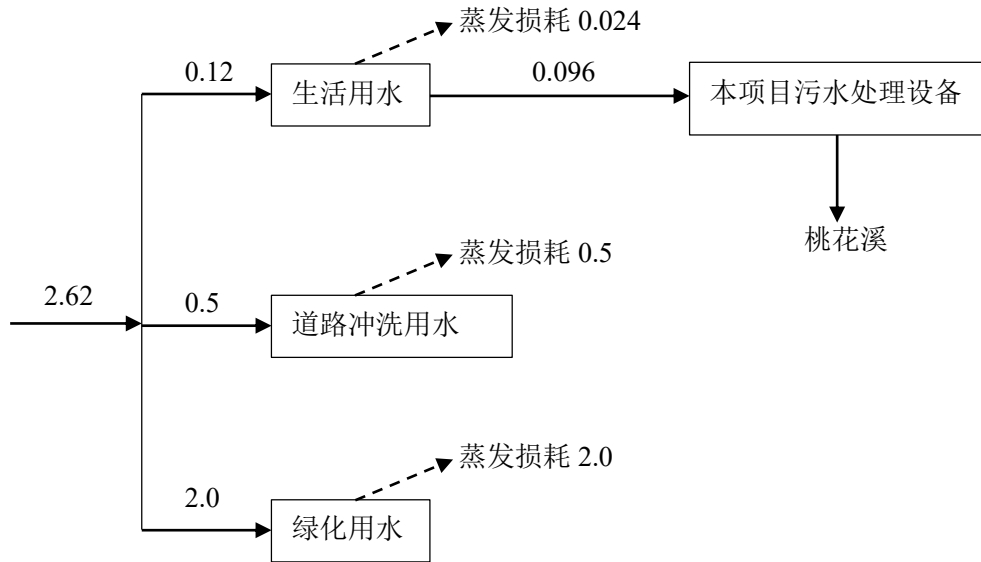 蒸发损耗 0.024
0.12
生活用水
0.096
本项目污水处理设备
桃花溪
蒸发损耗 0.5
2.62
0.5
道路冲洗用水
蒸发损耗 2.0
2.0
绿化用水